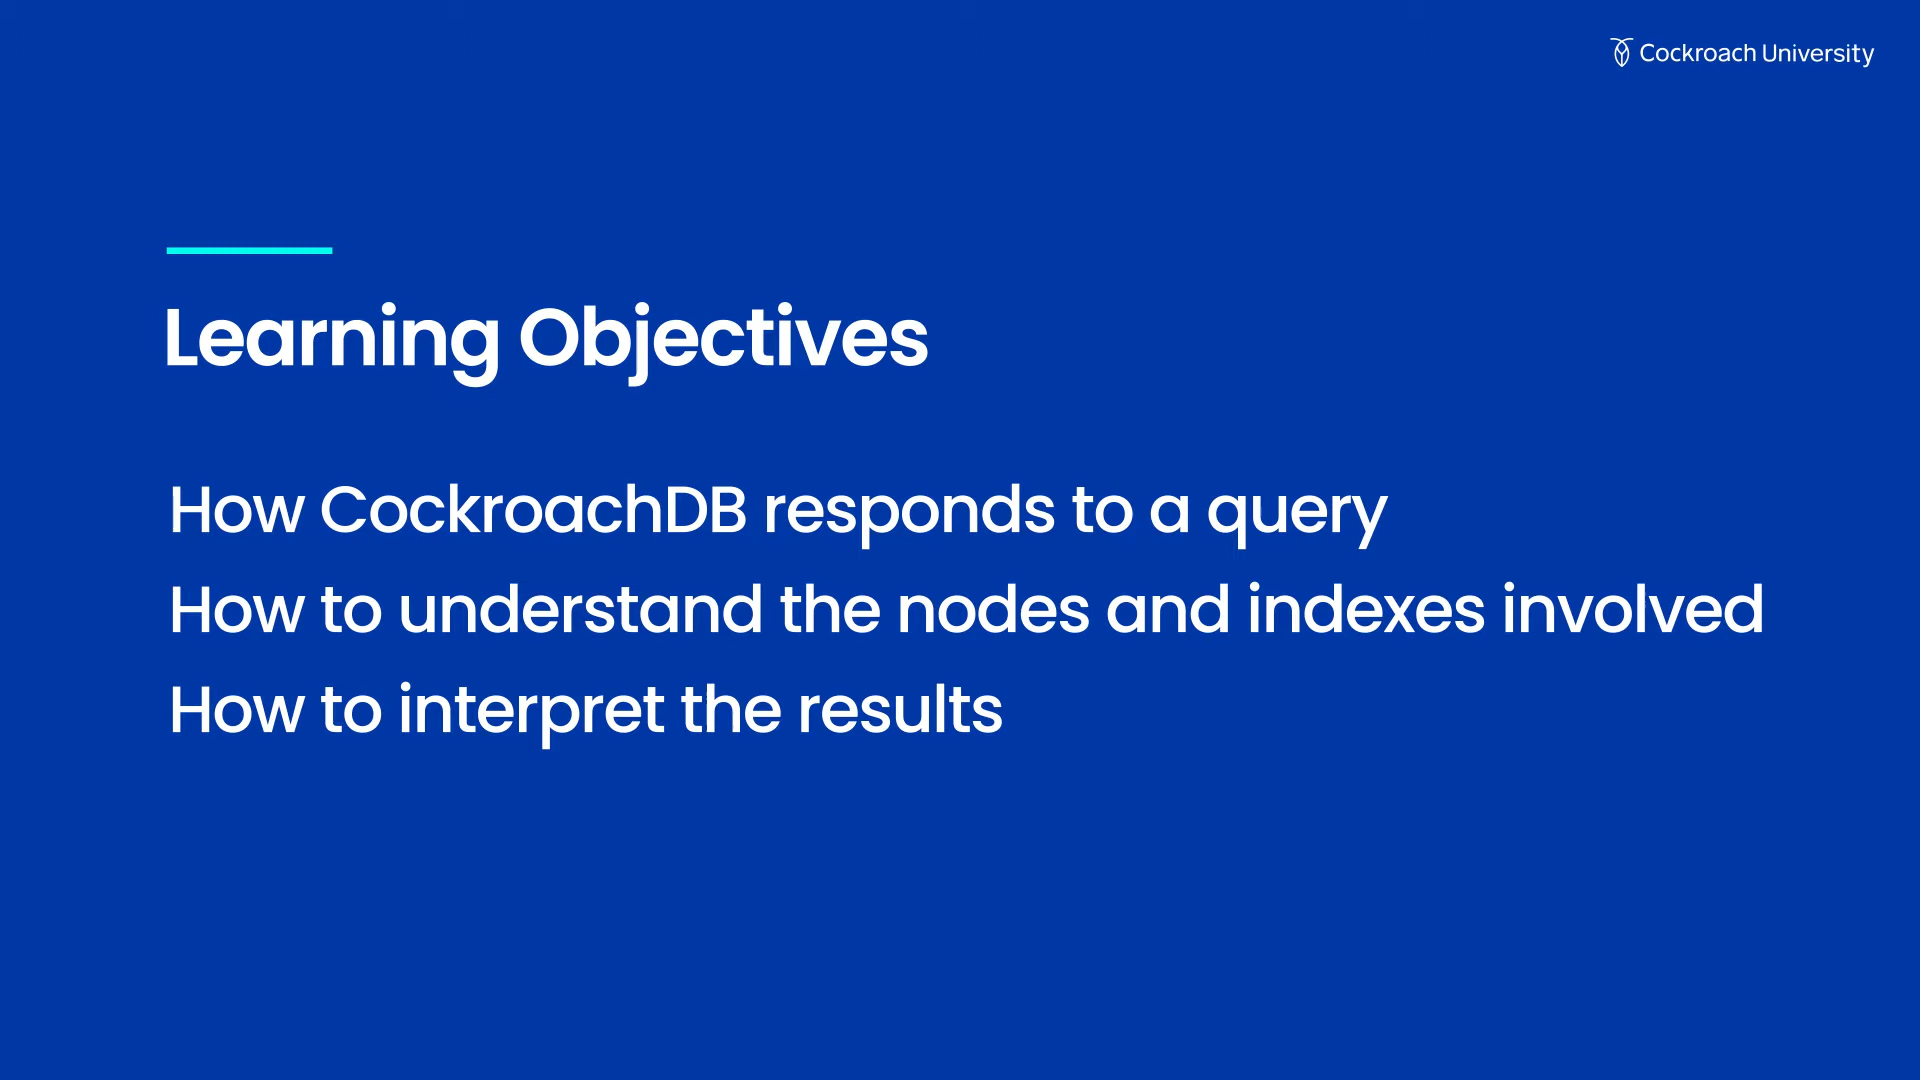 Cockroach University
Learning Objectives
How CockroachDB responds to a query
How to understand the nodes and indexes involved
How to interpret the results